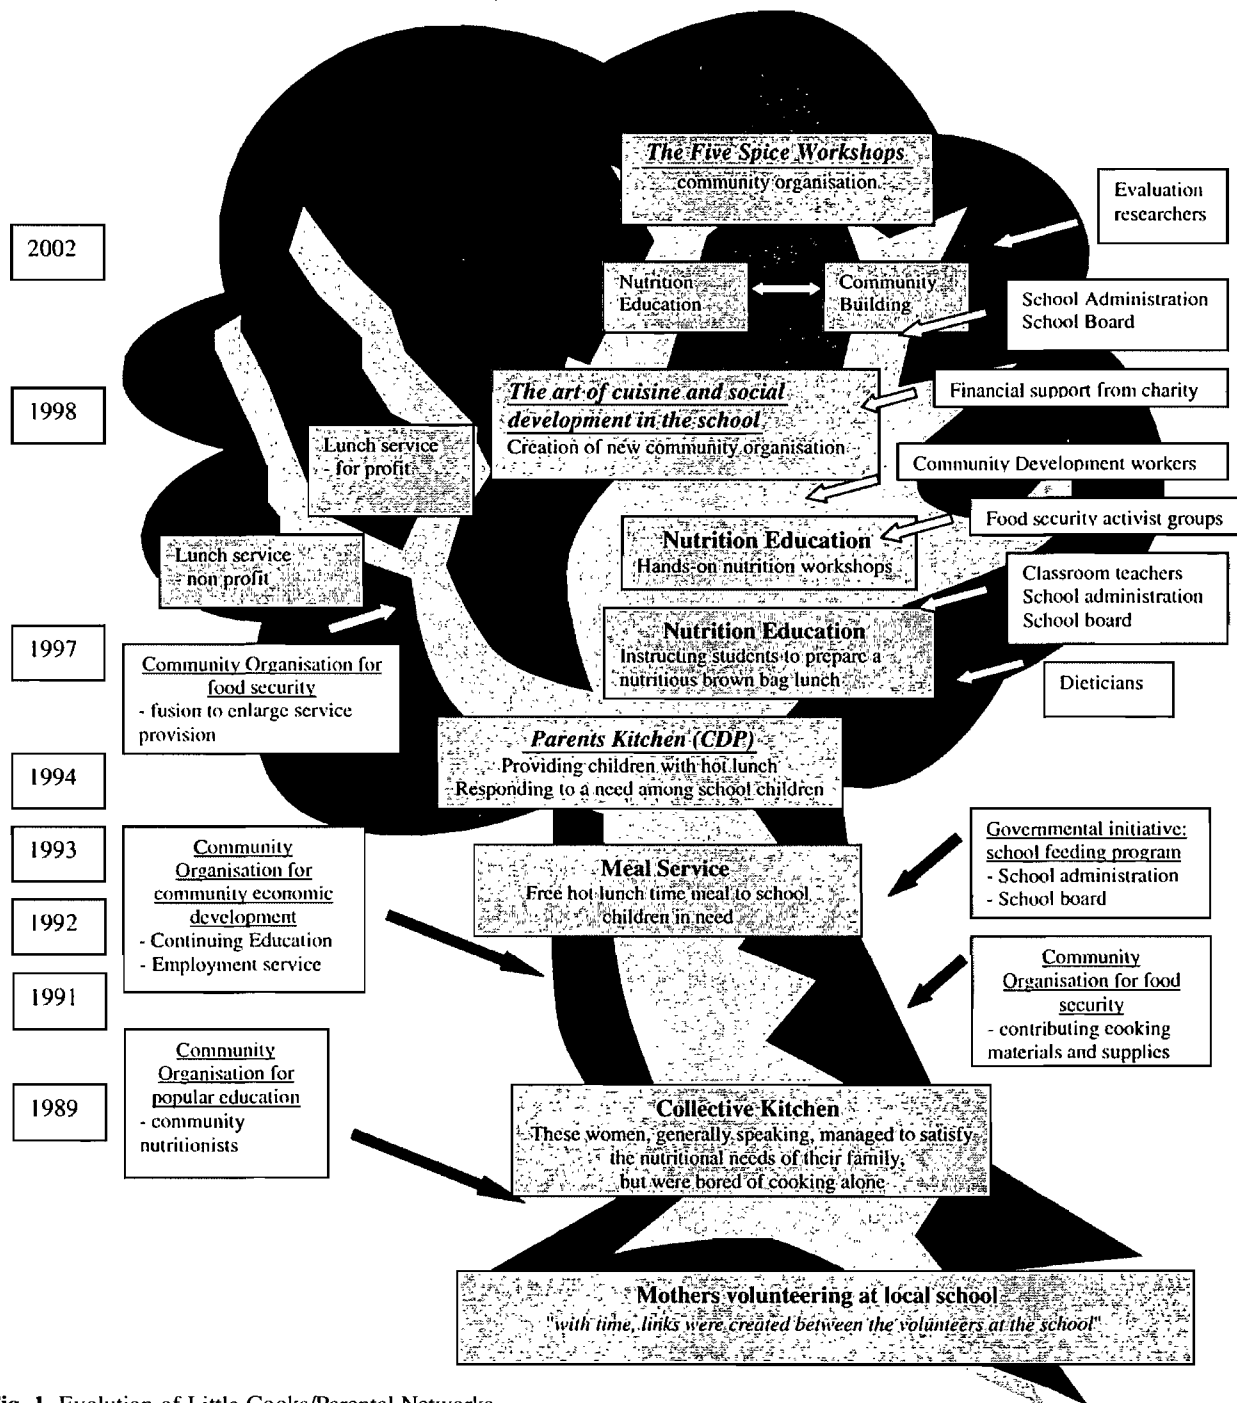 The Five Spice Workshops
community organisation.
Evaluation
researchers
2002
Nutrition
Education
Community
Building
School Administration
School Board
1998
The art of cuisine and social
development in the school
Creation of new community organisation
Financial support from charity
Lunch service
- for profit
Community Development workers
Food security activist groups
Nutrition Education
Hands-on nutrition workshops
Lunch service
- non profit
Classroom teachers
School administration
School board
1997
Nutrition Education
Instructing students to prepare a
nutritious brown bag lunch
Community Organisation for
food security
- fusion to enlarge service
provision
Dieticians
Parents Kitchen (CDP)
Providing children with hot lunch
Responding to a need among school children
1994
1993
Community
Organisation for
community economic
development
- Continuing Education
- Employment service
Meal Service
Free hot lunch time meal to school
children in need
Governmental initiative:
school feeding program
- School administration
- School board
1992
Community
Organisation for food
security
- contributing cooking
materials and supplies
1991
Community
Organisation for
popular education
- community
nutritionists
1989
Collective Kitchen
These women, generally speaking, managed to satisfy
the nutritional needs of their family,
but were bored of cooking alone
Mothers volunteering at local school
"with time, links were created between the volunteers at the school"
Fig. 1. Evolution of Little Cooks/Parental Networks